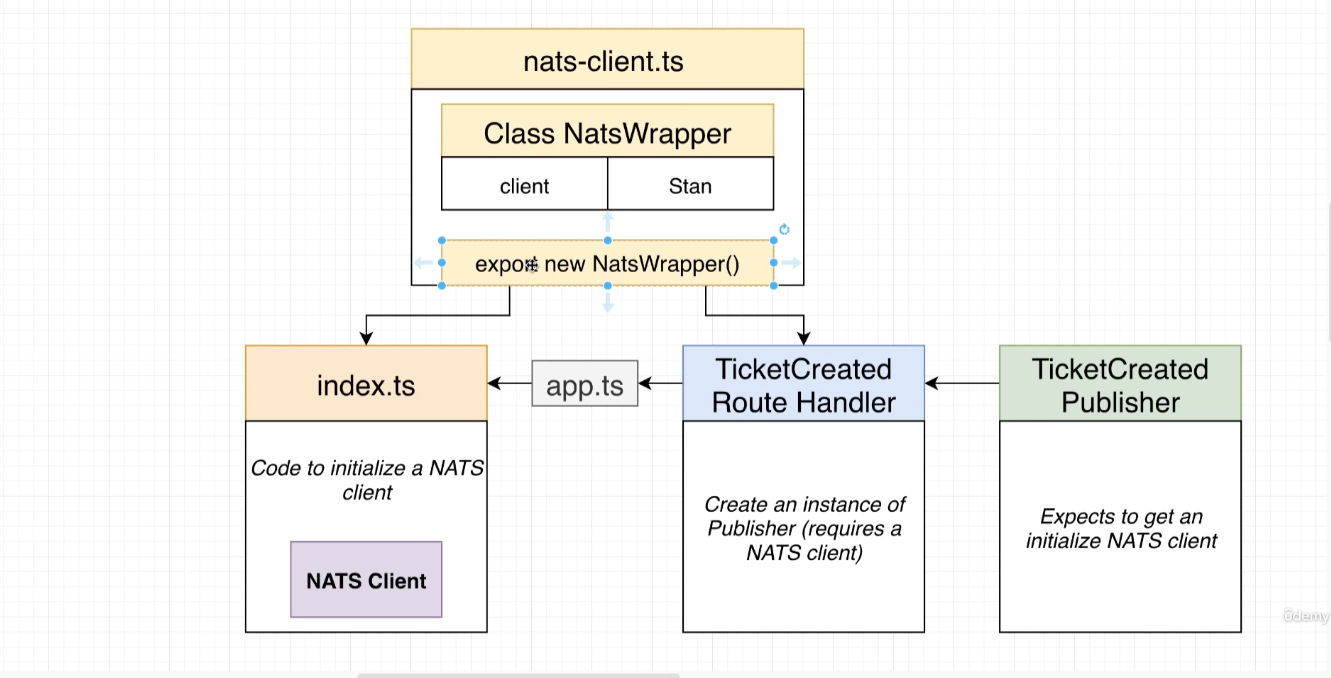 nats-client.ts
Class NatsWrapper
client
Stan
export new NatsWrapper()
index.ts
app.ts
TicketCreated
Route Handler
TicketCreated
Publisher
Code to initialize a NATS
client
NATS Client
Create an instance of
Publisher (requires a
NATS client)
Expects to get an
initialize NATS client
ûdemy